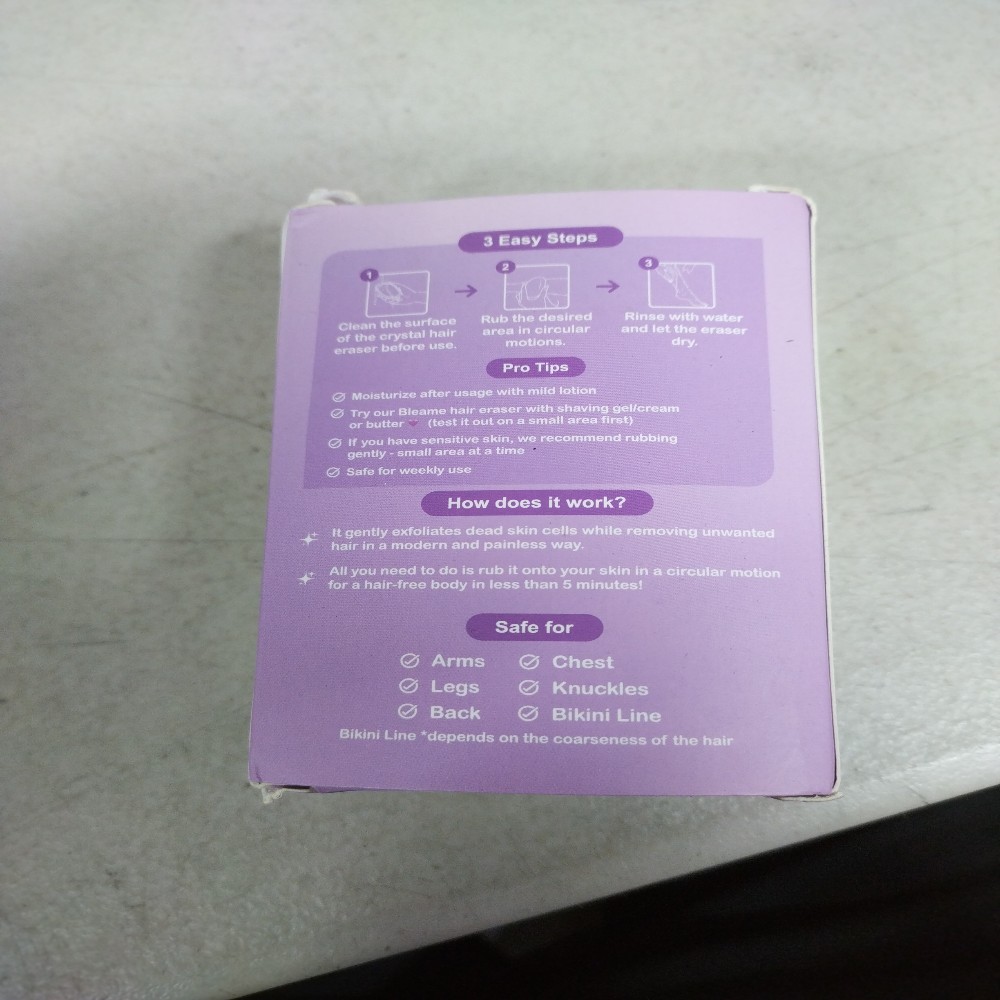 3 Easy Steps
1
2
3
Clean the surface
of the crystal hair
eraser before use.
Rub the desired
area in circular
motions.
Rinse with water
and let the eraser
dry.
Pro Tips
Moisturize after usage with mild lotion
Try our Bleame hair eraser with shaving gel/cream
or butter (test it out on a small area first)
If you have sensitive skin, we recommend rubbing
gently - small area at a time
Safe for weekly use
How does it work?
It gently exfoliates dead skin cells while removing unwanted
hair in a modern and painless way.
All you need to do is rub it onto your skin in a circular motion
for a hair-free body in less than 5 minutes!
Safe for
Arms
Chest
Legs
Knuckles
Back
Bikini Line
Bikini Line *depends on the coarseness of the hair